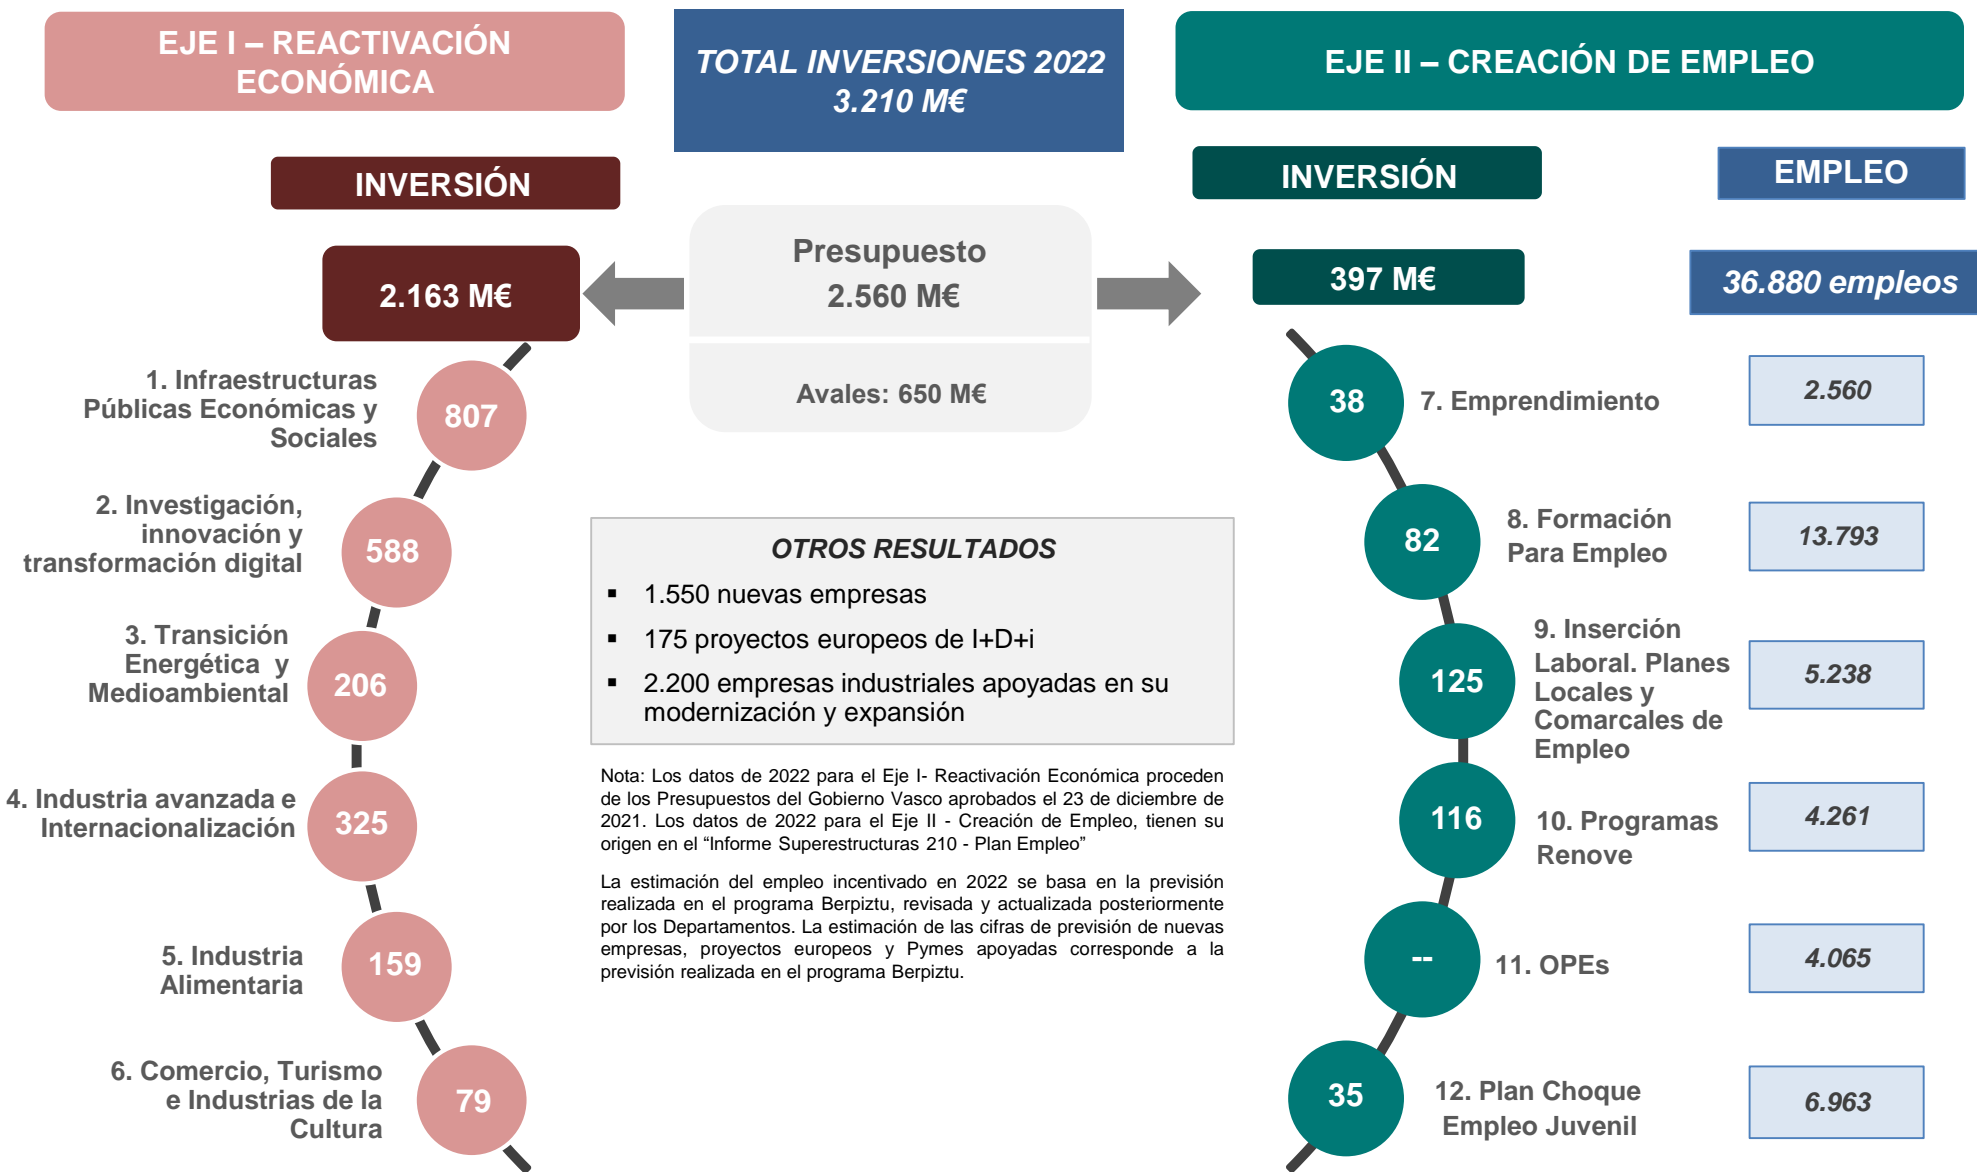 EJE I – REACTIVACIÓN
ECONÓMICA
TOTAL INVERSIONES 2022
3.210 M€
EJE II – CREACIÓN DE EMPLEO
INVERSIÓN
2.163 M€
Presupuesto
2.560 M€
Avales: 650 M€
INVERSIÓN
397 M€
EMPLEO
36.880 empleos
1. Infraestructuras
Públicas Económicas y
Sociales
807
2. Investigación,
innovación y
transformación digital
588
3. Transición
Energética y
Medioambiental
206
4. Industria avanzada e
Internacionalización
325
5. Industria
Alimentaria
159
6. Comercio, Turismo
e Industrias de la
Cultura
79
OTROS RESULTADOS
▪ 1.550 nuevas empresas
▪ 175 proyectos europeos de I+D+i
▪ 2.200 empresas industriales apoyadas en su
modernización y expansión
Nota: Los datos de 2022 para el Eje I- Reactivación Económica proceden
de los Presupuestos del Gobierno Vasco aprobados el 23 de diciembre de
2021. Los datos de 2022 para el Eje II - Creación de Empleo, tienen su
origen en el “Informe Superestructuras 210 - Plan Empleo”
La estimación del empleo incentivado en 2022 se basa en la previsión
realizada en el programa Berpiztu, revisada y actualizada posteriormente
por los Departamentos. La estimación de las cifras de previsión de nuevas
empresas, proyectos europeos y Pymes apoyadas corresponde a la
previsión realizada en el programa Berpiztu.
38
7. Emprendimiento
2.560
82
8. Formación
Para Empleo
13.793
125
9. Inserción
Laboral. Planes
Locales y
Comarcales de
Empleo
5.238
116
10. Programas
Renove
4.261
--
11. OPEs
4.065
35
12. Plan Choque
Empleo Juvenil
6.963